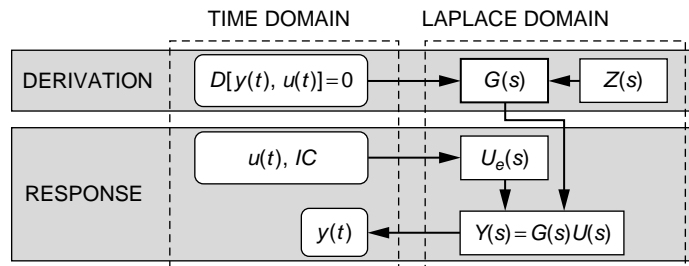 TIME DOMAIN LAPLACE DOMAIN
DERIVATION D[y(t), u(t)]=0 G(s) Z(s)
u(t), IC Uₑ(s)
RESPONSE
y(t) Y(s)=G(s)U(s)